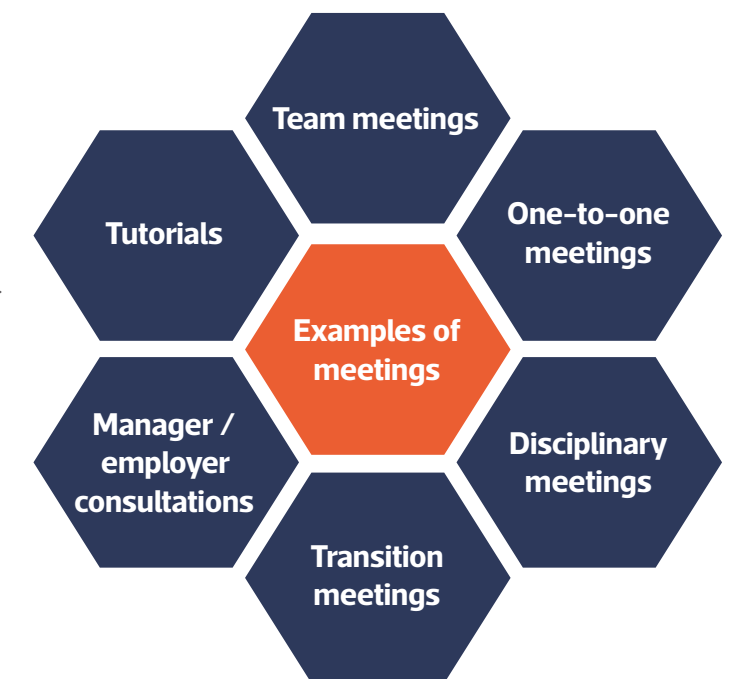 Team meetings
One-to-one
meetings
Tutorials
Examples of
meetings
Manager /
employer
consultations
Disciplinary
meetings
Transition
meetings